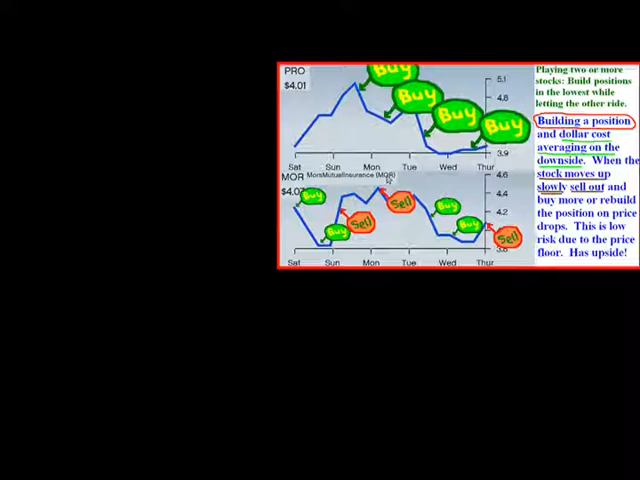 PRO
$4.01
Buy
Buy
Buy
Buy
5.1
4.8
3.9
Sat
Sun
Mon
Tue
Wed
Thur
MOR MorsMutualInsurance (MOR)
$4.07
Buy
Buy
Sell
Sell
Buy
Buy
Sell
4.6
4.4
4.2
3.8
Sat
Sun
Mon
Tue
Wed
Thur
Playing two or more
stocks: Build positions
in the lowest while
letting the other ride.
Building a position
and dollar cost
averaging on the
downside. When the
stock moves up
slowly sell out and
buy more or rebuild
the position on price
drops. This is low
risk due to the price
floor. Has upside!